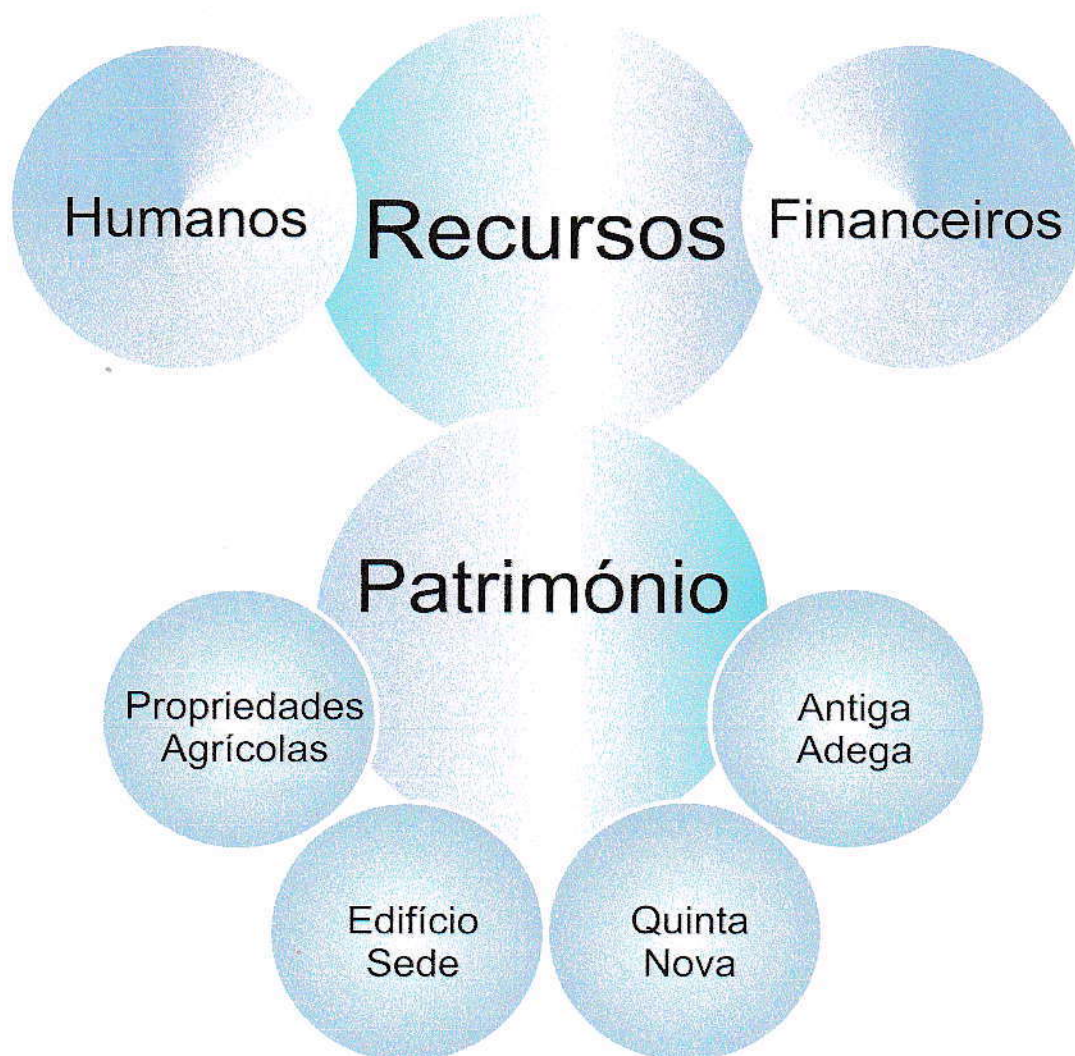 Humanos
Recursos
Financeiros
Património
Propriedades
Agrícolas
Antiga
Adega
Edifício
Sede
Quinta
Nova